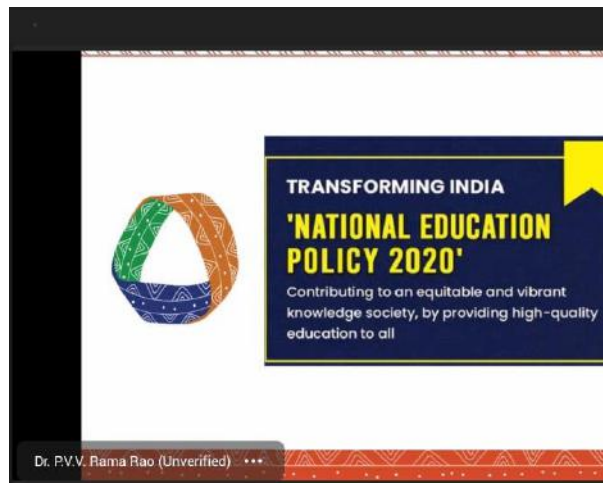 TRANSFORMING INDIA
'NATIONAL EDUCATION
POLICY 2020'
Contributing to an equitable and vibrant
knowledge society, by providing high-quality
education to all
Dr. P.V.V. Rama Rao (Unverified) •••